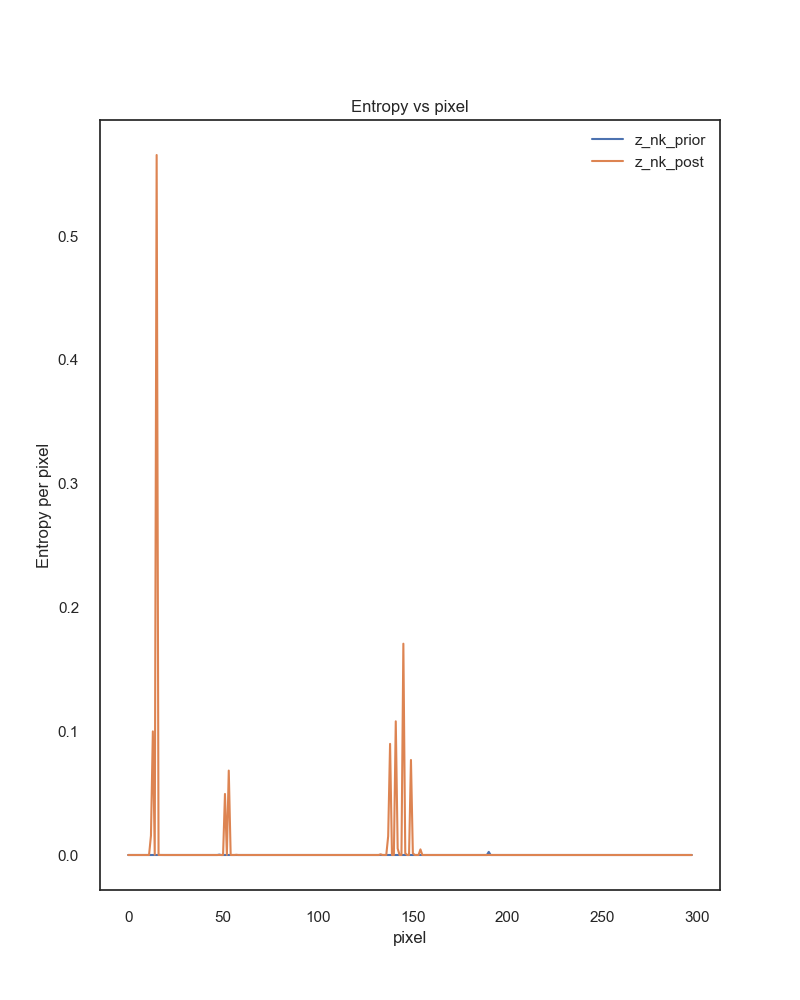 Entropy vs pixel
z_nk_prior
z_nk_post
Entropy per pixel
0.5
0.4
0.3
0.2
0.1
0.0
0 50 100 150 200 250 300
pixel